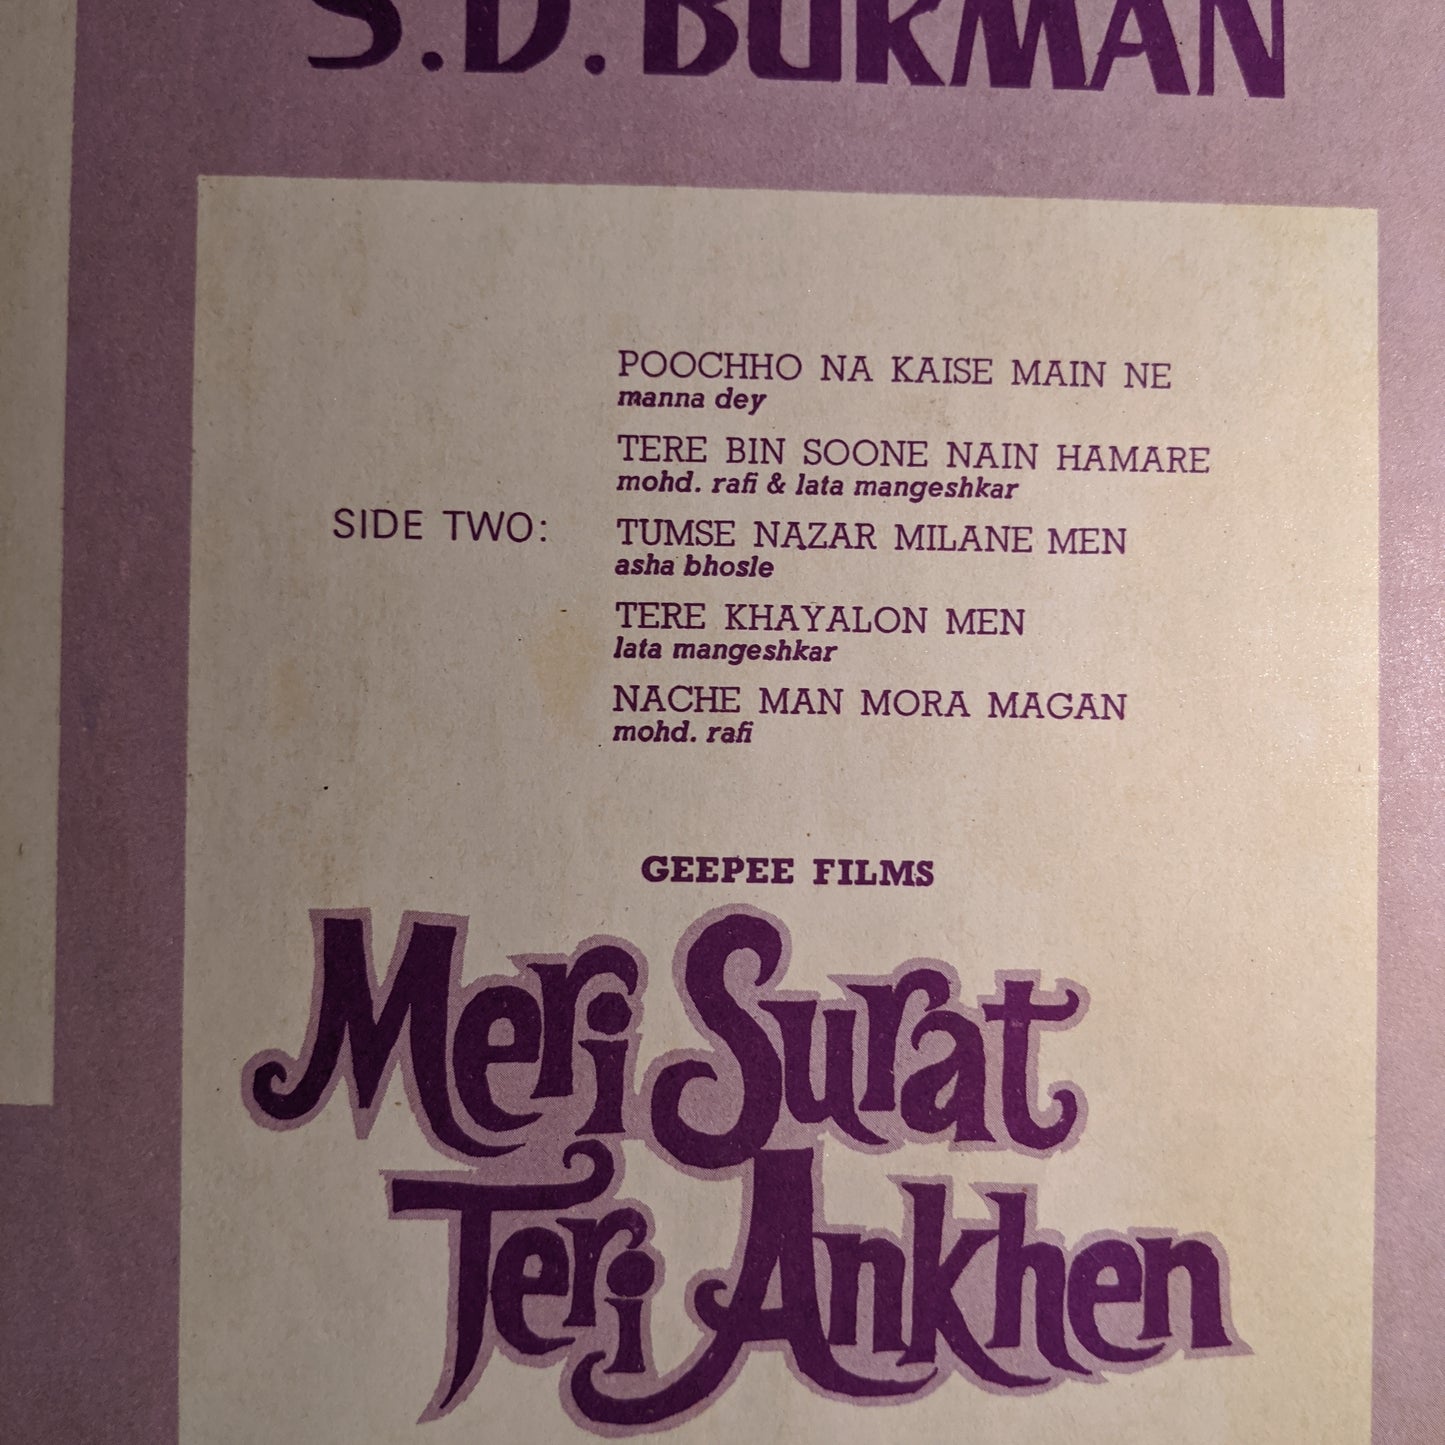 S.D. BURMAN
POOCHHO NA KAISE MAIN NE
manna dey
TERE BIN SOONE NAIN HAMARE
mohd. rafi & lata mangeshkar
SIDE TWO:
TUMSE NAZAR MILANE MEN
asha bhosle
TERE KHAYALON MEN
lata mangeshkar
NACHE MAN MORA MAGAN
mohd. rafi
GEEPEE FILMS
Meri Surat
Teri Ankhen